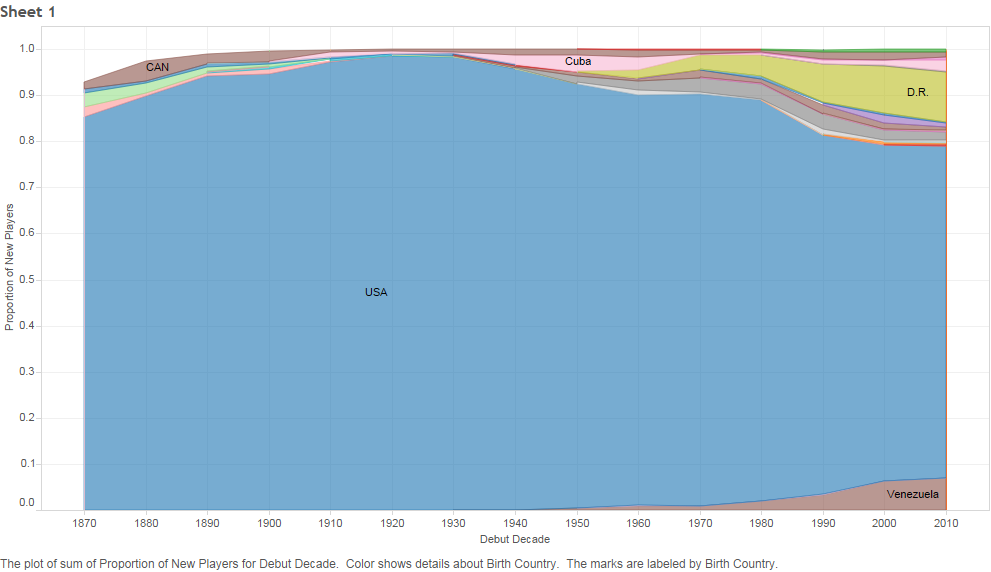 Sheet 1
1.0
0.9
0.8
0.7
0.6
0.5
0.4
0.3
0.2
0.1
0.0
Proportion of New Players
CAN
Cuba
D.R.
USA
Venezuela
1870 1880 1890 1900 1910 1920 1930 1940 1950 1960 1970 1980 1990 2000 2010
Debut Decade
The plot of sum of Proportion of New Players for Debut Decade.  Color shows details about Birth Country.  The marks are labeled by Birth Country.